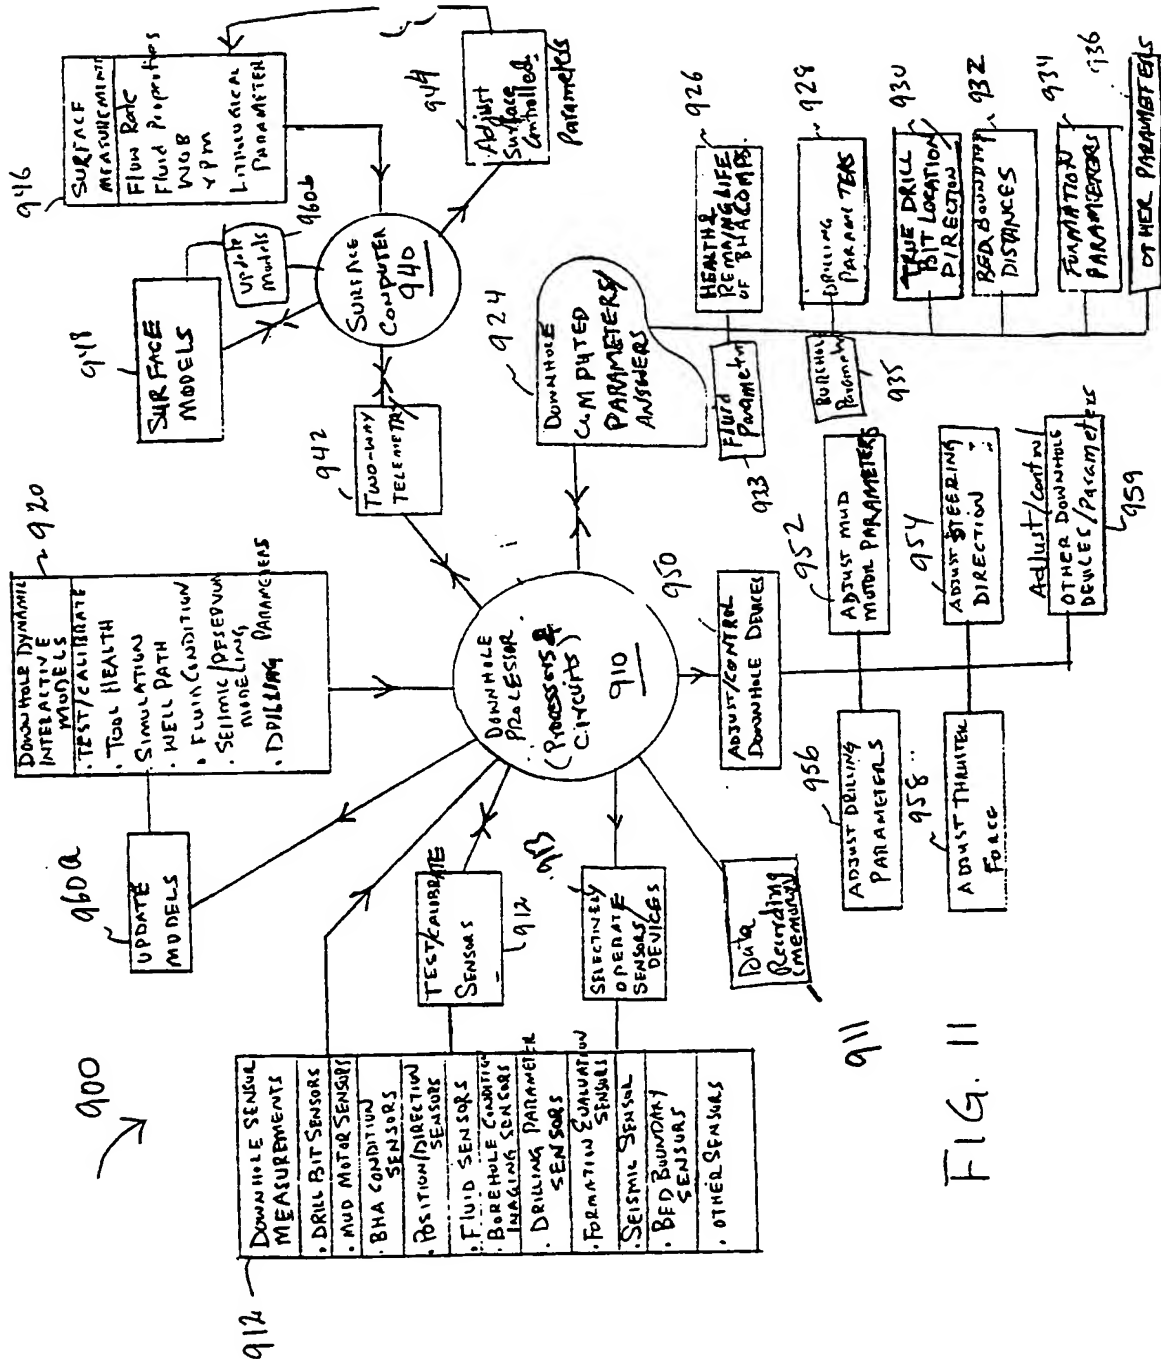 900
912
DOWNHOLE SENSOR
MEASUREMENTS
· DRILL BIT SENSORS
· MUD MOTOR SENSORS
· BHA CONDITION
SENSORS
· POSITION/DIRECTION
SENSORS
· FLUID SENSORS
· BOREHOLE CONDITION
IMAGING SENSORS
· DRILLING PARAMETER
SENSORS
· FORMATION EVALUATION
SENSORS
· SEISMIC SENSOR
· BED BOUNDARY
SENSORS
· OTHER SENSORS
960a
UPDATE
MODELS
920
DOWNHOLE DYNAMIC
INTERACTIVE
MODELS
· TEST/CALIBRATE
· TOOL HEALTH
· SIMULATION
· WELL PATH
· FLUID CONDITION
· SEISMIC/RESERVOIR
MODELING
· DRILLING PARAMETERS
TEST/CALIBRATE
SENSORS
912
913
SELECTIVELY
OPERATE
SENSORS/
DEVICES
Data
Recording
(memory)
911
DOWNHOLE
PROCESSOR
(Processors &
Circuits)
910
942
TWO-WAY
TELEMETRY
948
SURFACE
MODELS
Update
Models
960b
946
SURFACE
MEASUREMENTS
Flow Rate
Fluid Properties
WOB
rpm
LITHOLOGICAL
PARAMETER
SURFACE
COMPUTER
940
944
Adjust
Surface
Controlled
Parameters
924
DOWNHOLE
COMPUTED
PARAMETERS/
ANSWERS
926
HEALTH &
REMAINING LIFE
OF BHA COMPS.
Fluid
Parameters
933
928
DRILLING
PARAMETERS
BOREHOLE
Parameters
935
930
TRUE DRILL
BIT LOCATION/
DIRECTION
932
BED BOUNDARY
DISTANCES
934
FORMATION
PARAMETERS
936
OTHER PARAMETERS
950
ADJUST/CONTROL
DOWNHOLE DEVICES
952
ADJUST MUD
MOTOR PARAMETERS
954
ADJUST STEERING
DIRECTION
956
ADJUST DRILLING
PARAMETERS
958
ADJUST THRUSTER
FORCE
Adjust/Control
OTHER DOWNHOLE
DEVICES/Parameters
959
FIG. 11